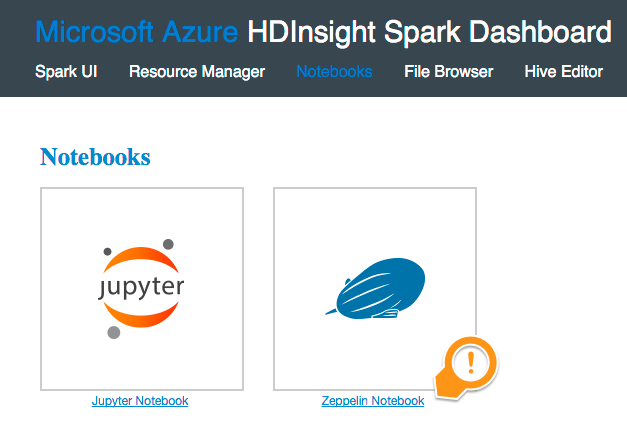 Microsoft Azure HDInsight Spark Dashboard
Spark UI Resource Manager Notebooks File Browser Hive Editor
Notebooks
jupyter
!
Jupyter Notebook Zeppelin Notebook